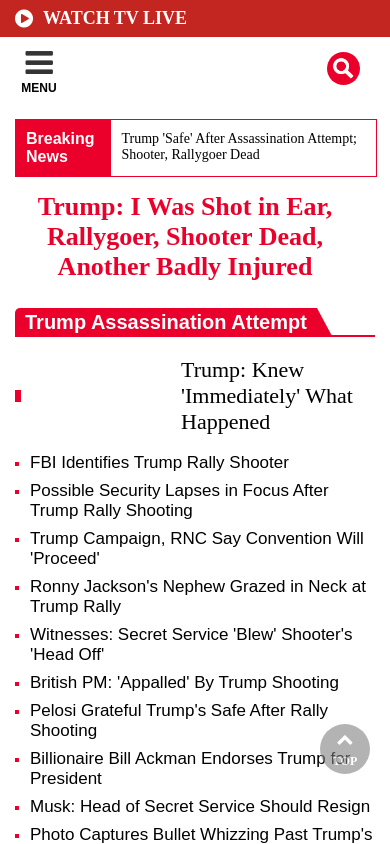 WATCH TV LIVE
MENU
Breaking
News
Trump 'Safe' After Assassination Attempt;
Shooter, Rallygoer Dead
Trump: I Was Shot in Ear,
Rallygoer, Shooter Dead,
Another Badly Injured
Trump Assassination Attempt
Trump: Knew
'Immediately' What
Happened
FBI Identifies Trump Rally Shooter
Possible Security Lapses in Focus After
Trump Rally Shooting
Trump Campaign, RNC Say Convention Will
'Proceed'
Ronny Jackson's Nephew Grazed in Neck at
Trump Rally
Witnesses: Secret Service 'Blew' Shooter's
'Head Off'
British PM: 'Appalled' By Trump Shooting
Pelosi Grateful Trump's Safe After Rally
Shooting
Billionaire Bill Ackman Endorses Trump for
President
TOP
Musk: Head of Secret Service Should Resign
Photo Captures Bullet Whizzing Past Trump's